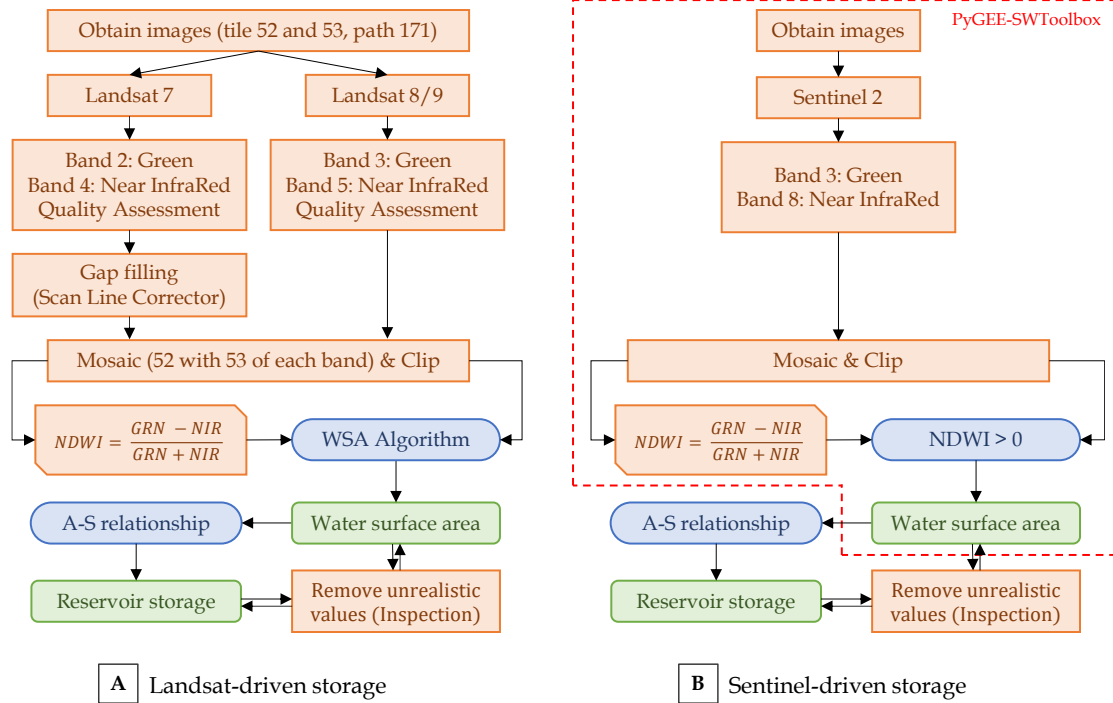 Obtain images (tile 52 and 53, path 171)
Landsat 7
Landsat 8/9
Band 2: Green
Band 4: Near InfraRed
Quality Assessment
Band 3: Green
Band 5: Near InfraRed
Quality Assessment
Gap filling
(Scan Line Corrector)
Mosaic (52 with 53 of each band) & Clip
NDWI = (GRN − NIR) / (GRN + NIR)
WSA Algorithm
A-S relationship
Water surface area
Reservoir storage
Remove unrealistic
values (Inspection)
A Landsat-driven storage
PyGEE-SWToolbox
Obtain images
Sentinel 2
Band 3: Green
Band 8: Near InfraRed
Mosaic & Clip
NDWI = (GRN − NIR) / (GRN + NIR)
NDWI > 0
A-S relationship
Water surface area
Reservoir storage
Remove unrealistic
values (Inspection)
B Sentinel-driven storage